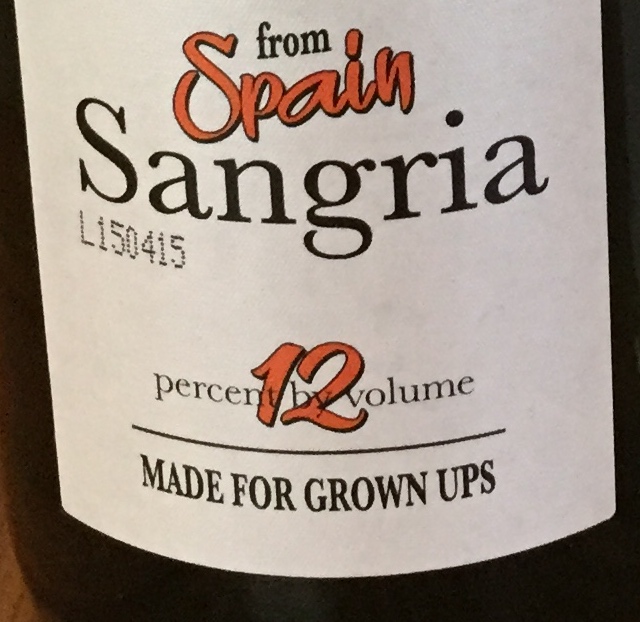 from
Spain
Sangria
L150415
12
percent by volume
MADE FOR GROWN UPS